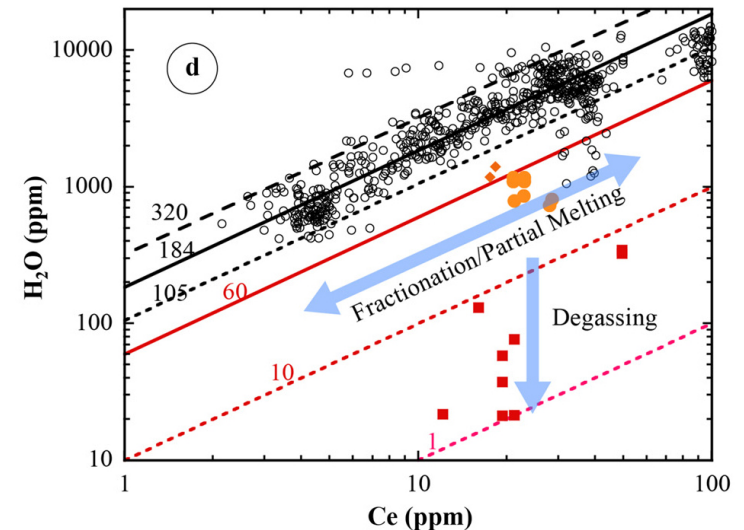 d
10000
1000
100
10
H₂O (ppm)
320
184
105
60
10
1
Fractionation/Partial Melting
Degassing
1
10
100
Ce (ppm)